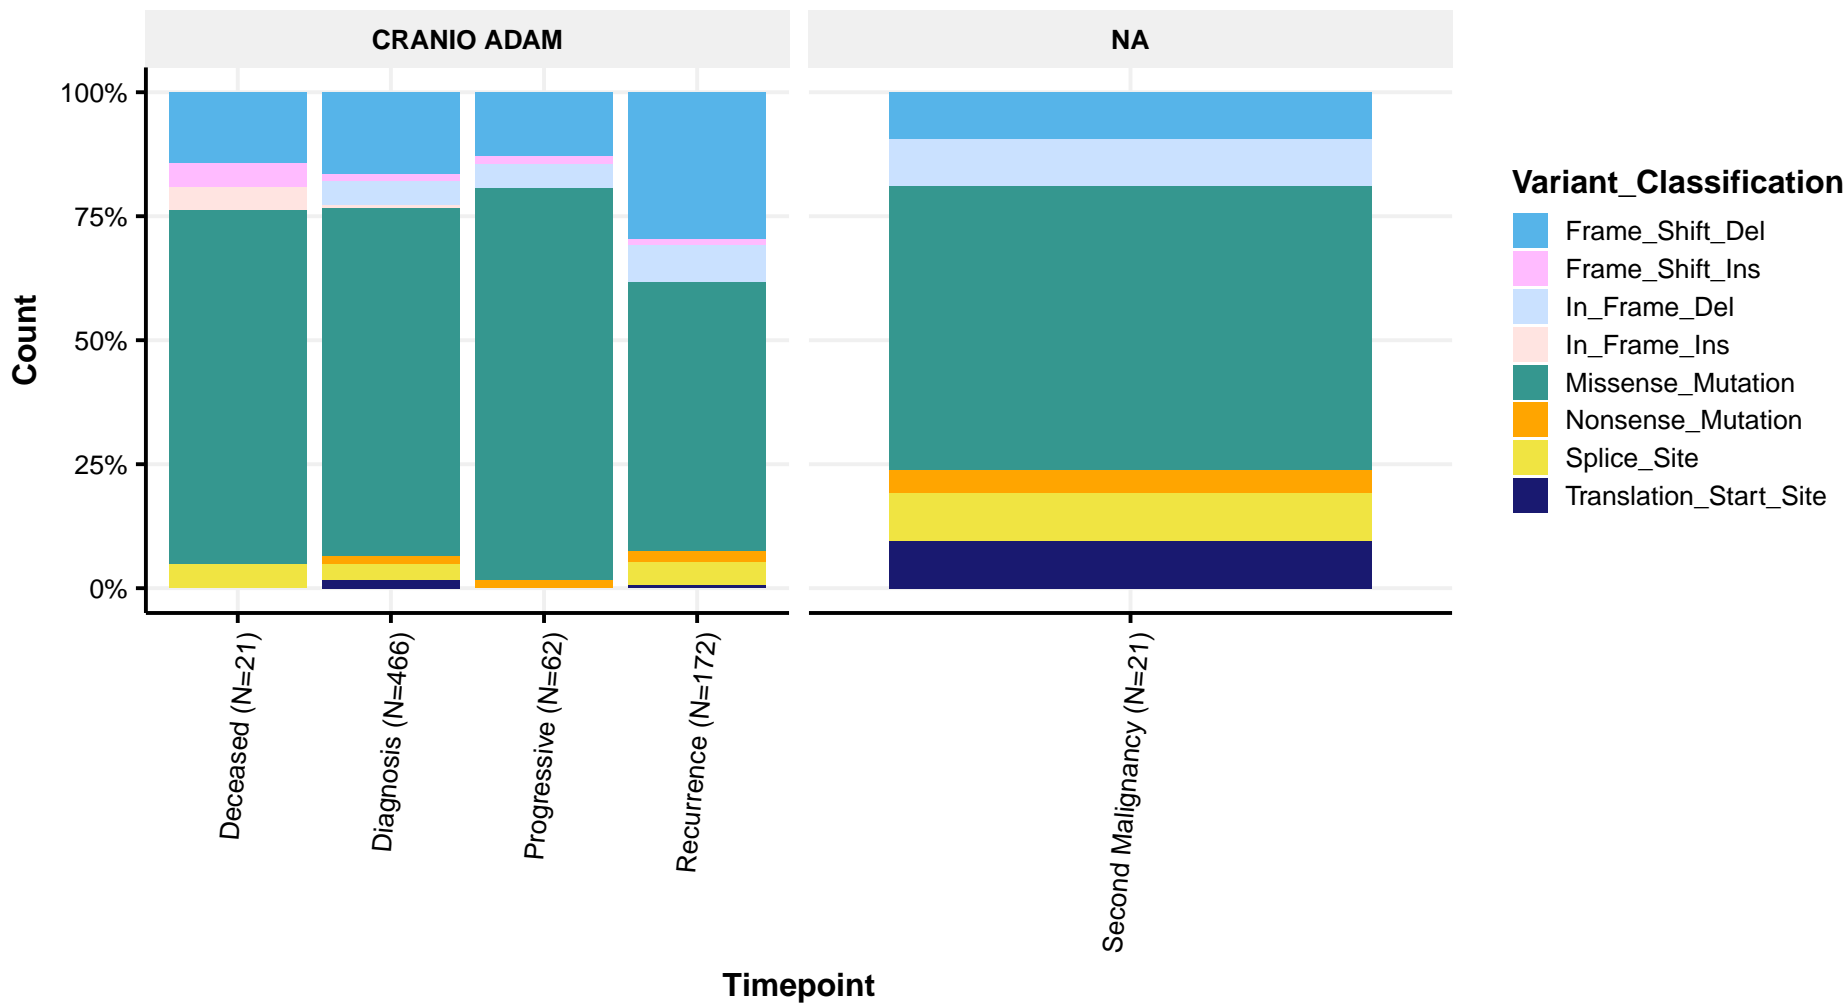 CRANIO ADAM
NA
Count
100%
75%
50%
25%
0%
Deceased (N=21)
Diagnosis (N=466)
Progressive (N=62)
Recurrence (N=172)
Second Malignancy (N=21)
Timepoint
Variant_Classification
Frame_Shift_Del
Frame_Shift_Ins
In_Frame_Del
In_Frame_Ins
Missense_Mutation
Nonsense_Mutation
Splice_Site
Translation_Start_Site